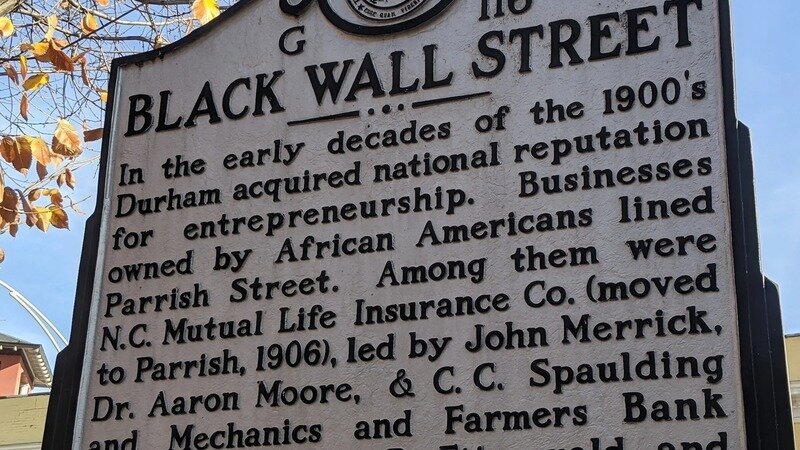 G 116
BLACK WALL STREET
In the early decades of the 1900's
Durham acquired national reputation
for entrepreneurship. Businesses
owned by African Americans lined
Parrish Street. Among them were
N.C. Mutual Life Insurance Co. (moved
to Parrish, 1906), led by John Merrick,
Dr. Aaron Moore, & C. C. Spaulding
and Mechanics and Farmers Bank
and